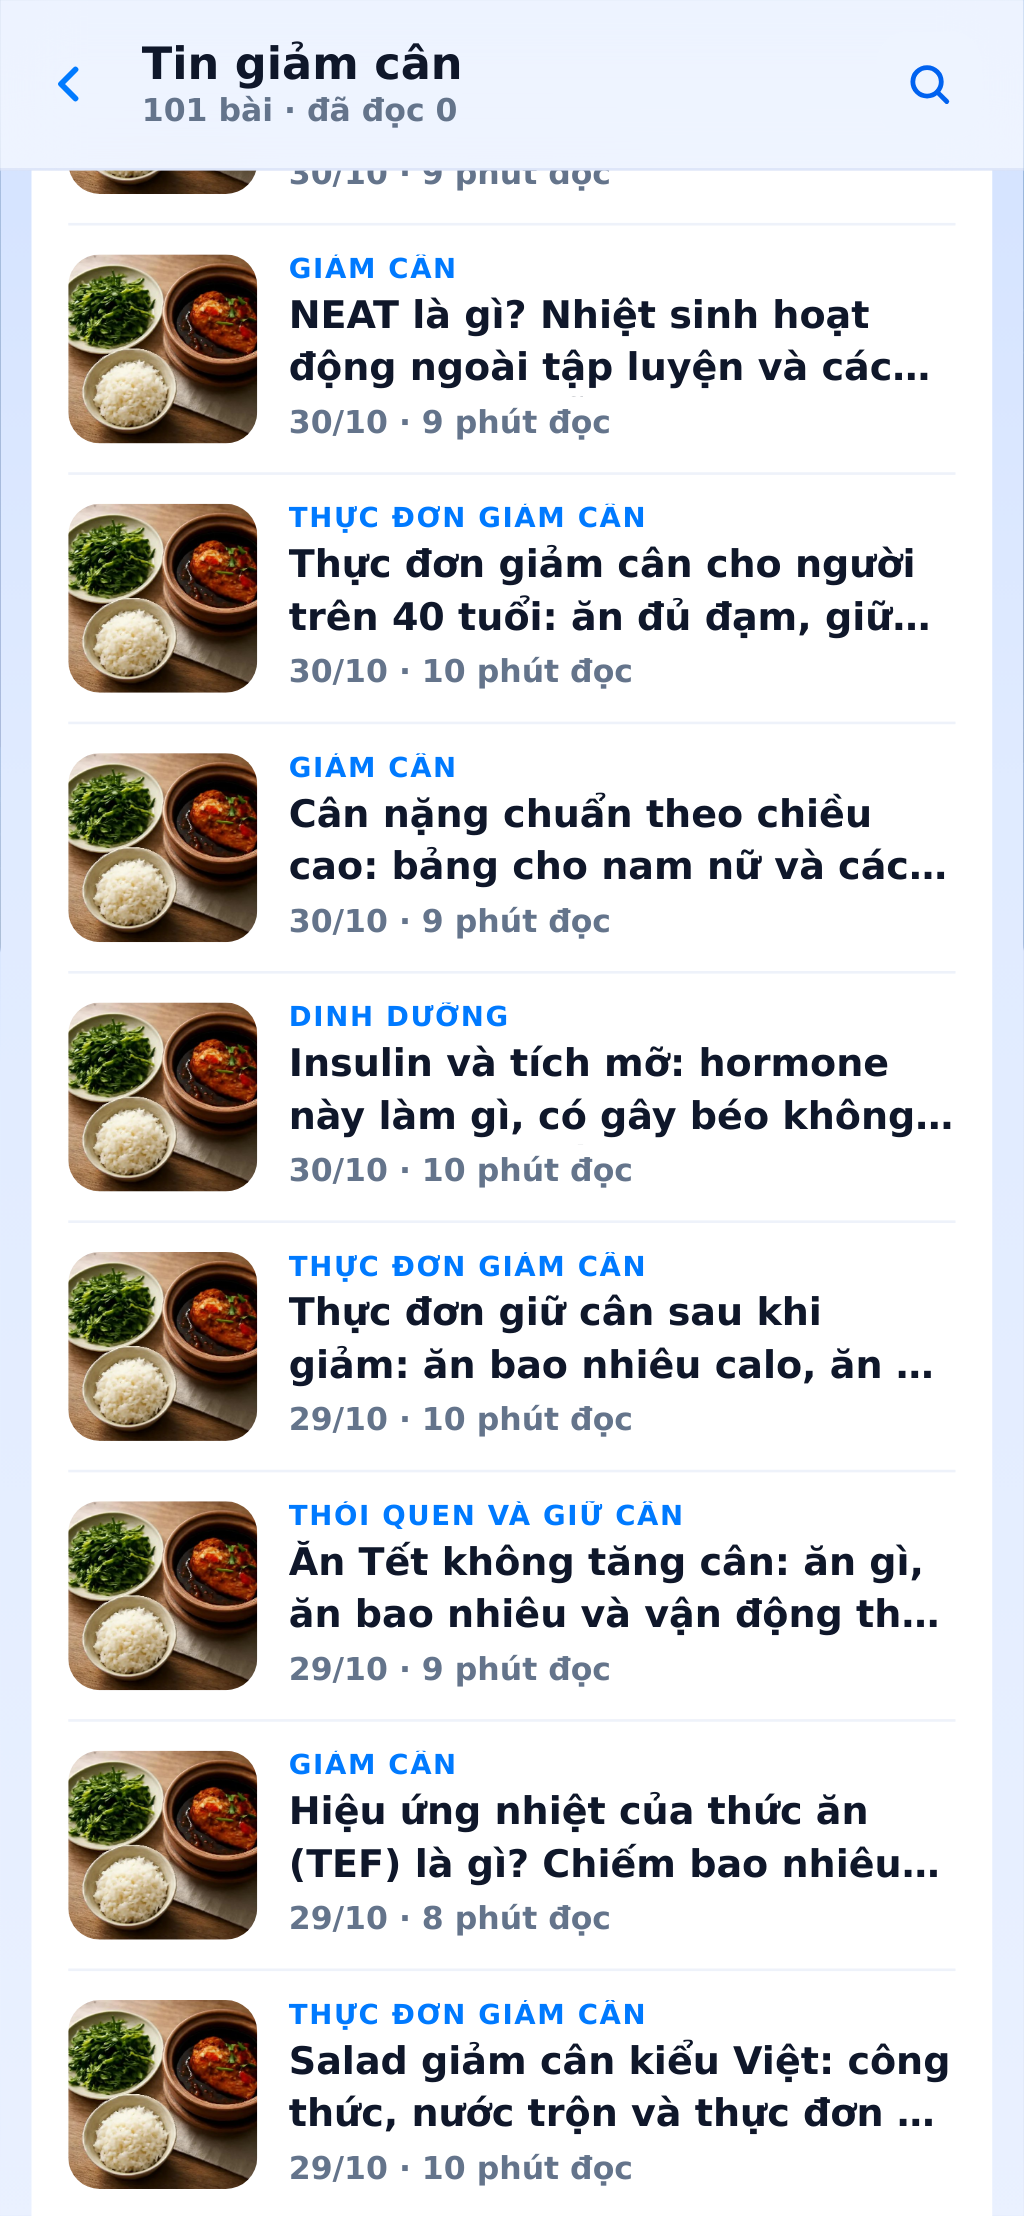 Tin giảm cân
101 bài · đã đọc 0
30/10 · 9 phút đọc
GIẢM CÂN
NEAT là gì? Nhiệt sinh hoạt
động ngoài tập luyện và các...
30/10 · 9 phút đọc
THỰC ĐƠN GIẢM CÂN
Thực đơn giảm cân cho người
trên 40 tuổi: ăn đủ đạm, giữ...
30/10 · 10 phút đọc
GIẢM CÂN
Cân nặng chuẩn theo chiều
cao: bảng cho nam nữ và các...
30/10 · 9 phút đọc
DINH DƯỠNG
Insulin và tích mỡ: hormone
này làm gì, có gây béo không...
30/10 · 10 phút đọc
THỰC ĐƠN GIẢM CÂN
Thực đơn giữ cân sau khi
giảm: ăn bao nhiêu calo, ăn ...
29/10 · 10 phút đọc
THÓI QUEN VÀ GIỮ CÂN
Ăn Tết không tăng cân: ăn gì,
ăn bao nhiêu và vận động th...
29/10 · 9 phút đọc
GIẢM CÂN
Hiệu ứng nhiệt của thức ăn
(TEF) là gì? Chiếm bao nhiêu...
29/10 · 8 phút đọc
THỰC ĐƠN GIẢM CÂN
Salad giảm cân kiểu Việt: công
thức, nước trộn và thực đơn ...
29/10 · 10 phút đọc